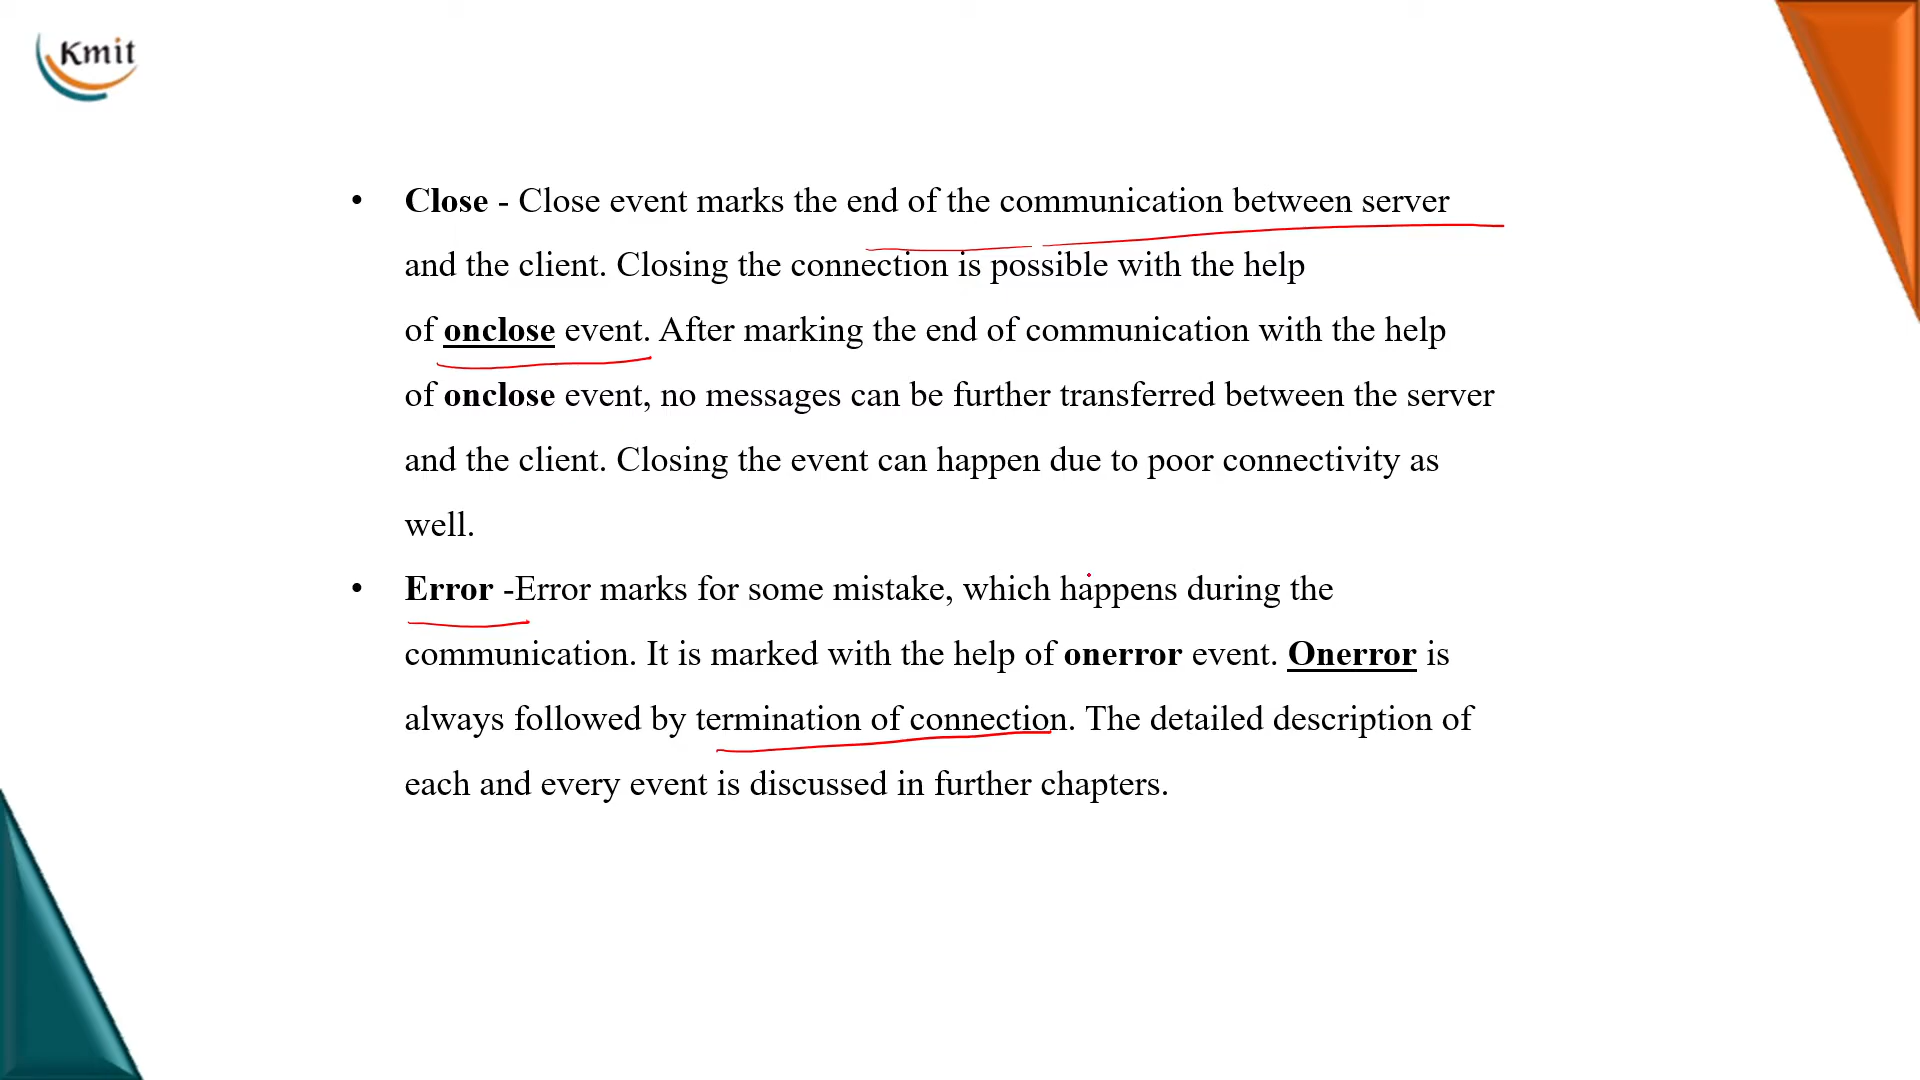 Kmit
• Close - Close event marks the end of the communication between server
and the client. Closing the connection is possible with the help
of onclose event. After marking the end of communication with the help
of onclose event, no messages can be further transferred between the server
and the client. Closing the event can happen due to poor connectivity as
well.
• Error -Error marks for some mistake, which happens during the
communication. It is marked with the help of onerror event. Onerror is
always followed by termination of connection. The detailed description of
each and every event is discussed in further chapters.